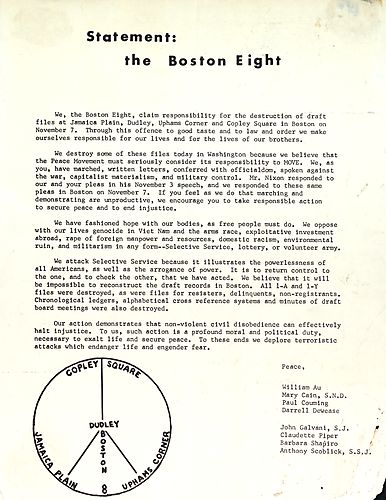 Statement:
the Boston Eight
We, the Boston Eight, claim responsibility for the destruction of draft
files at Jamaica Plain, Dudley, Uphams Corner and Copley Square in Boston on
November 7. Through this offence to good taste and to law and order we make
ourselves responsible for our lives and for the lives of our brothers.
We destroy some of these files today in Washington because we believe that
the Peace Movement must seriously consider its responsibility to MOVE. We, as
you, have marched, written letters, conferred with officialdom, spoken against
the war, capitalist materialism, and military control. Mr. Nixon responded to
our and your pleas in his November 3 speech, and we responded to these same
pleas in Boston on November 7. If you feel as we do that marching and
demonstrating are unproductive, we encourage you to take responsible action
to secure peace and to end injustice.
We have fashioned hope with our bodies, as free people must do. We oppose
with our lives genocide in Viet Nam and the arms race, exploitative investment
abroad, rape of foreign manpower and resources, domestic racism, environmental
ruin, and militarism in any form--Selective Service, lottery, or volunteer army.
We attack Selective Service because it illustrates the powerlessness of
all Americans, as well as the arrogance of power. It is to return control to
the one, and to check the other, that we have acted. We believe that it will
be impossible to reconstruct the draft records in Boston. All 1-A and 1-Y
files were destroyed, as were files for resisters, delinquents, non-registrants.
Chronological ledgers, alphabetical cross reference systems and minutes of draft
board meetings were also destroyed.
Our action demonstrates that non-violent civil disobedience can effectively
halt injustice. To us, such action is a profound moral and political duty,
necessary to exalt life and secure peace. To these ends we deplore terroristic
attacks which endanger life and engender fear.
Peace,
William Au
Mary Cain, S.N.D.
Paul Couming
Darrell Dewease
John Galvani, S.J.
Claudette Piper
Barbara Shapiro
Anthony Scoblick, S.S.J.
COPLEY SQUARE
DUDLEY
BOSTON 8
JAMAICA PLAIN
UPHAMS CORNER